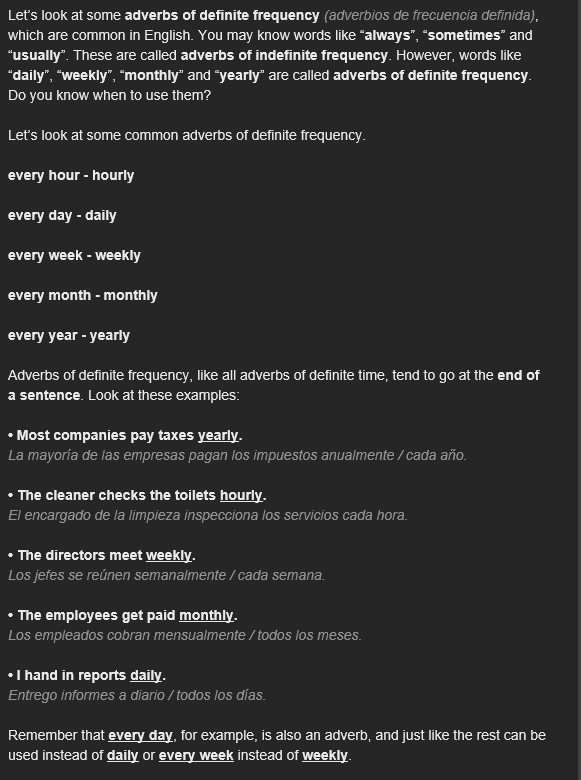 Let's look at some adverbs of definite frequency (adverbios de frecuencia definida),
which are common in English. You may know words like “always”, “sometimes” and
“usually”. These are called adverbs of indefinite frequency. However, words like
“daily”, “weekly”, “monthly” and “yearly” are called adverbs of definite frequency.
Do you know when to use them?
Let's look at some common adverbs of definite frequency.
every hour - hourly
every day - daily
every week - weekly
every month - monthly
every year - yearly
Adverbs of definite frequency, like all adverbs of definite time, tend to go at the end of
a sentence. Look at these examples:
• Most companies pay taxes yearly.
La mayoría de las empresas pagan los impuestos anualmente / cada año.
• The cleaner checks the toilets hourly.
El encargado de la limpieza inspecciona los servicios cada hora.
• The directors meet weekly.
Los jefes se reúnen semanalmente / cada semana.
• The employees get paid monthly.
Los empleados cobran mensualmente / todos los meses.
• I hand in reports daily.
Entrego informes a diario / todos los días.
Remember that every day, for example, is also an adverb, and just like the rest can be
used instead of daily or every week instead of weekly.